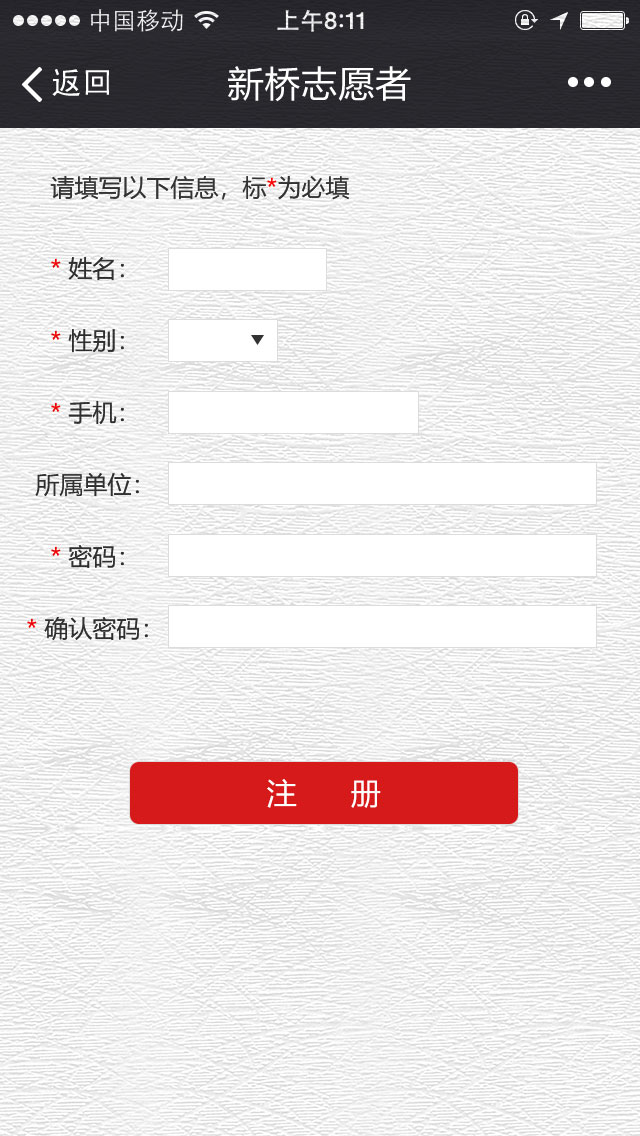 中国移动 上午8:11
返回 新桥志愿者
请填写以下信息，标*为必填
* 姓名：
* 性别：
* 手机：
所属单位：
* 密码：
* 确认密码：
注 册